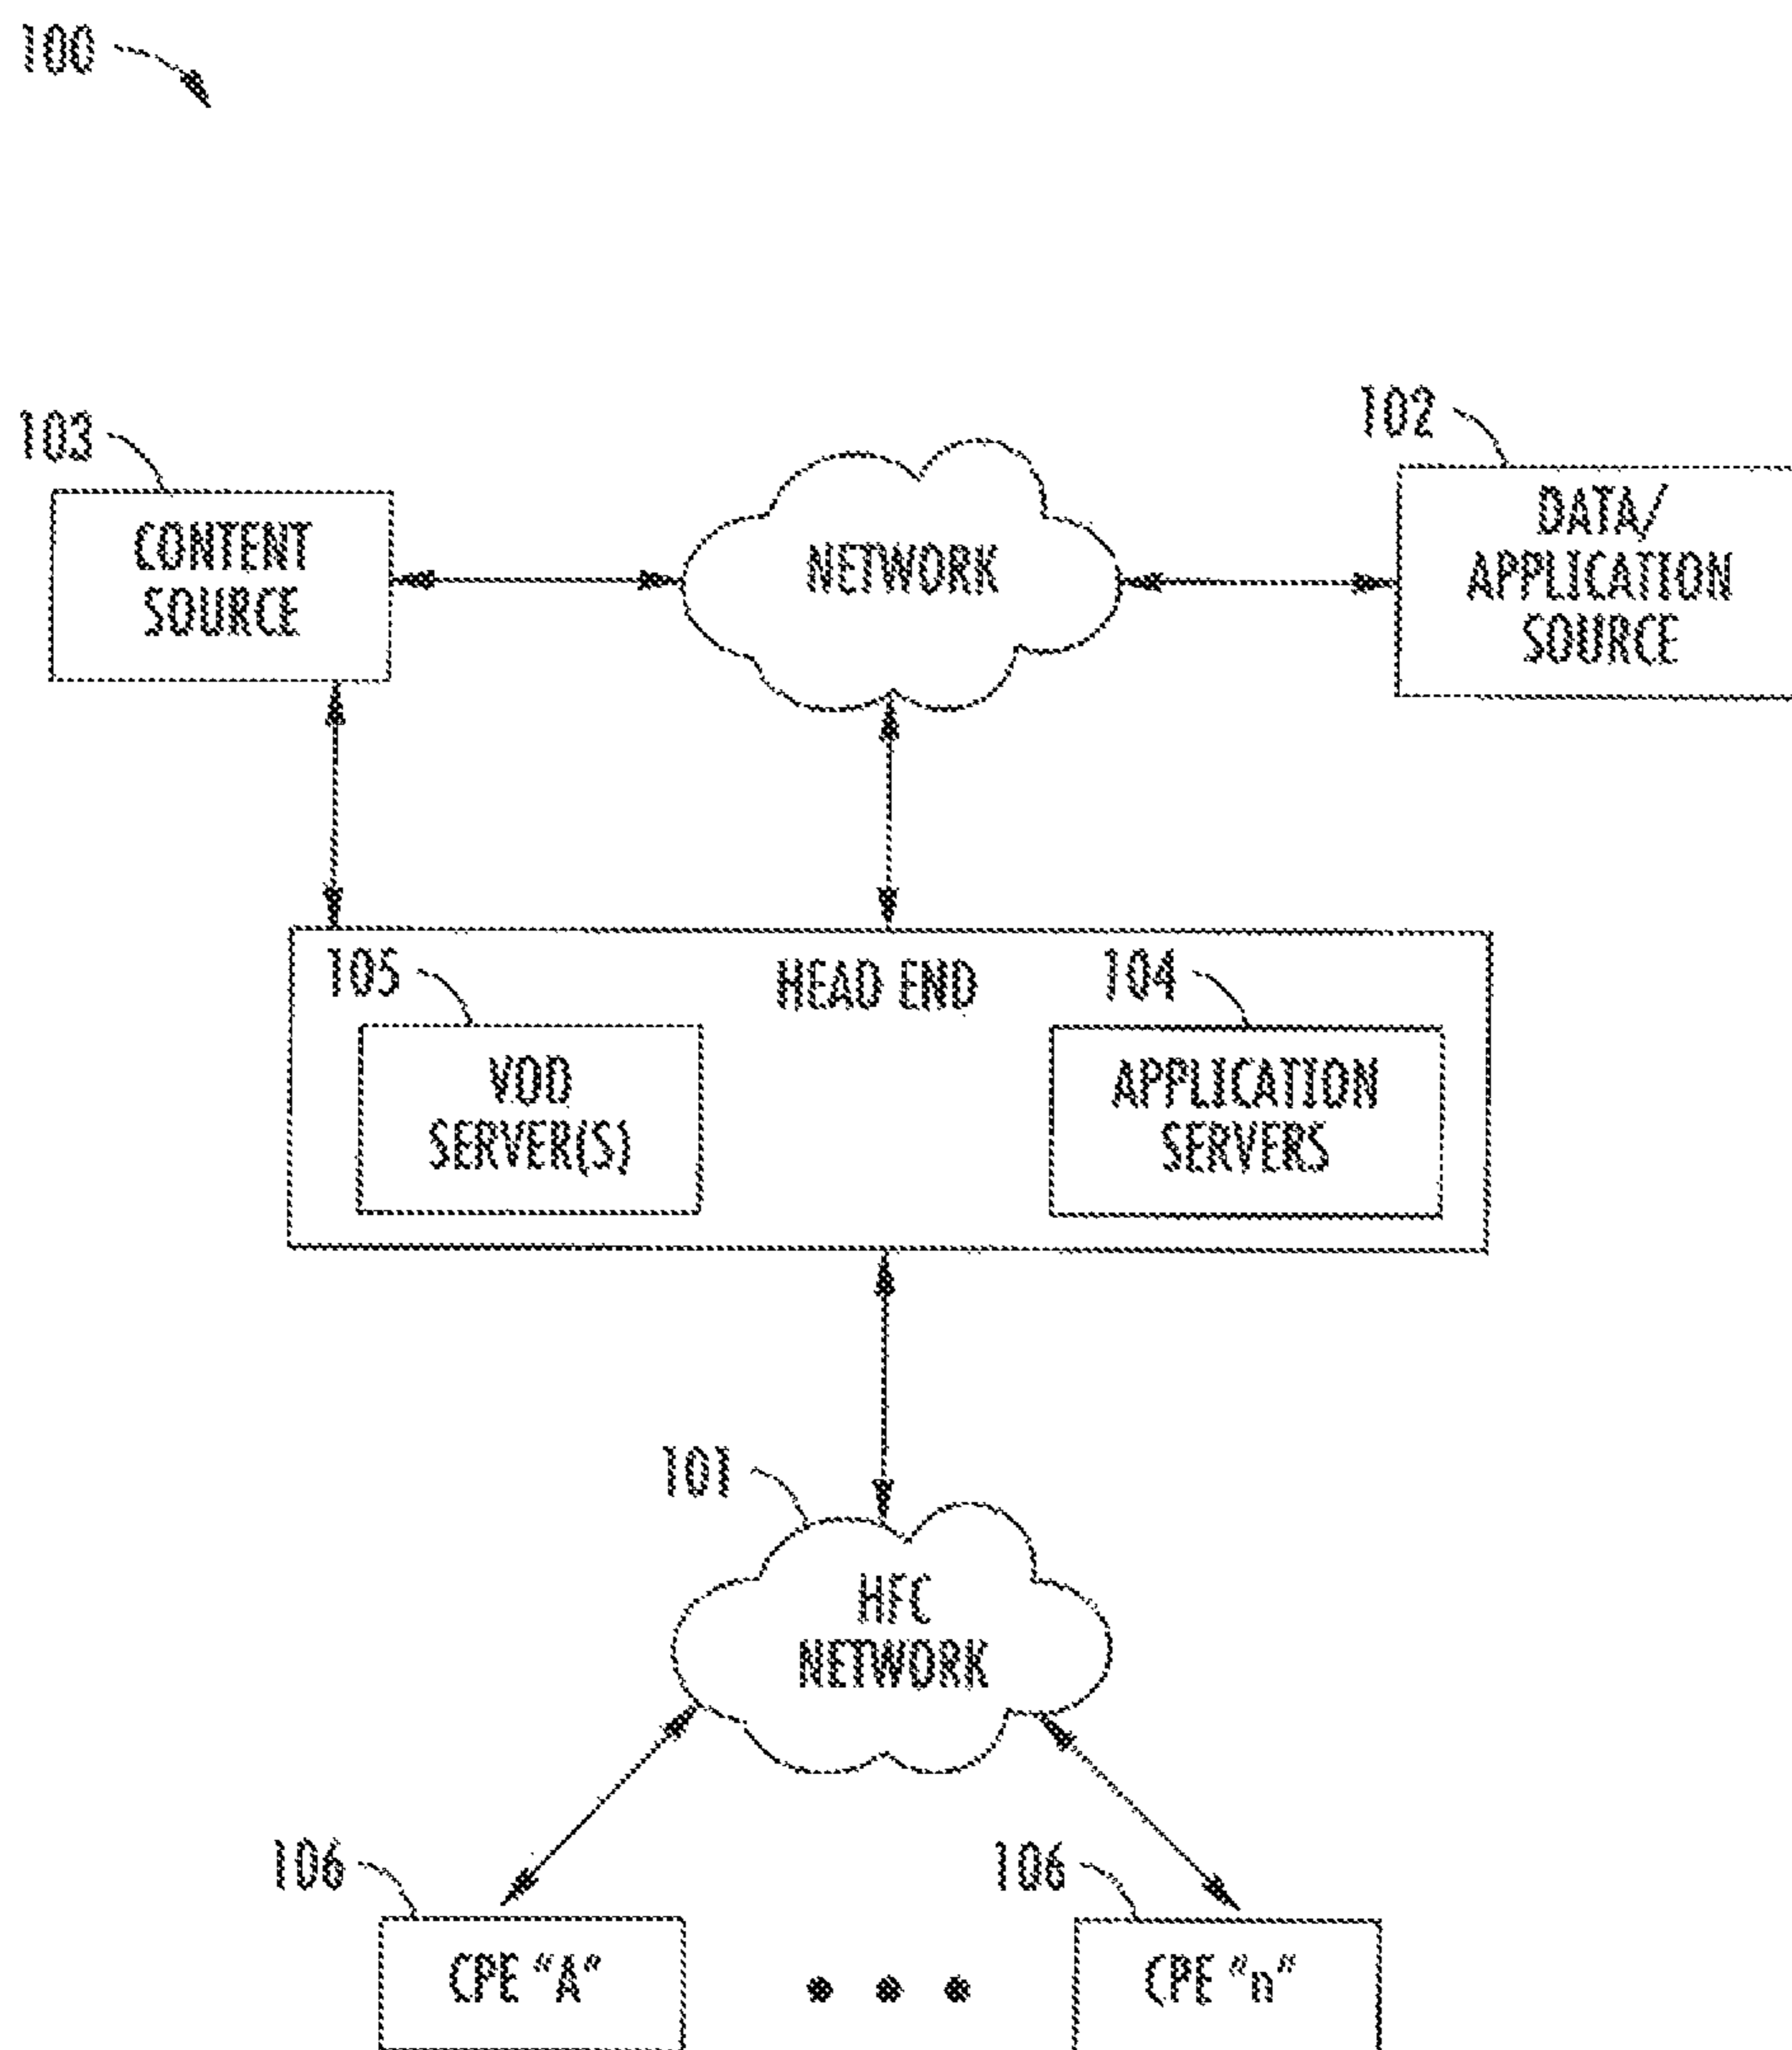 100
103
102
CONTENT
SOURCE
NETWORK
DATA/
APPLICATION
SOURCE
105
HEAD END
104
VOD
SERVER(S)
APPLICATION
SERVERS
101
HFC
NETWORK
106
106
CPE "A"
CPE "n"